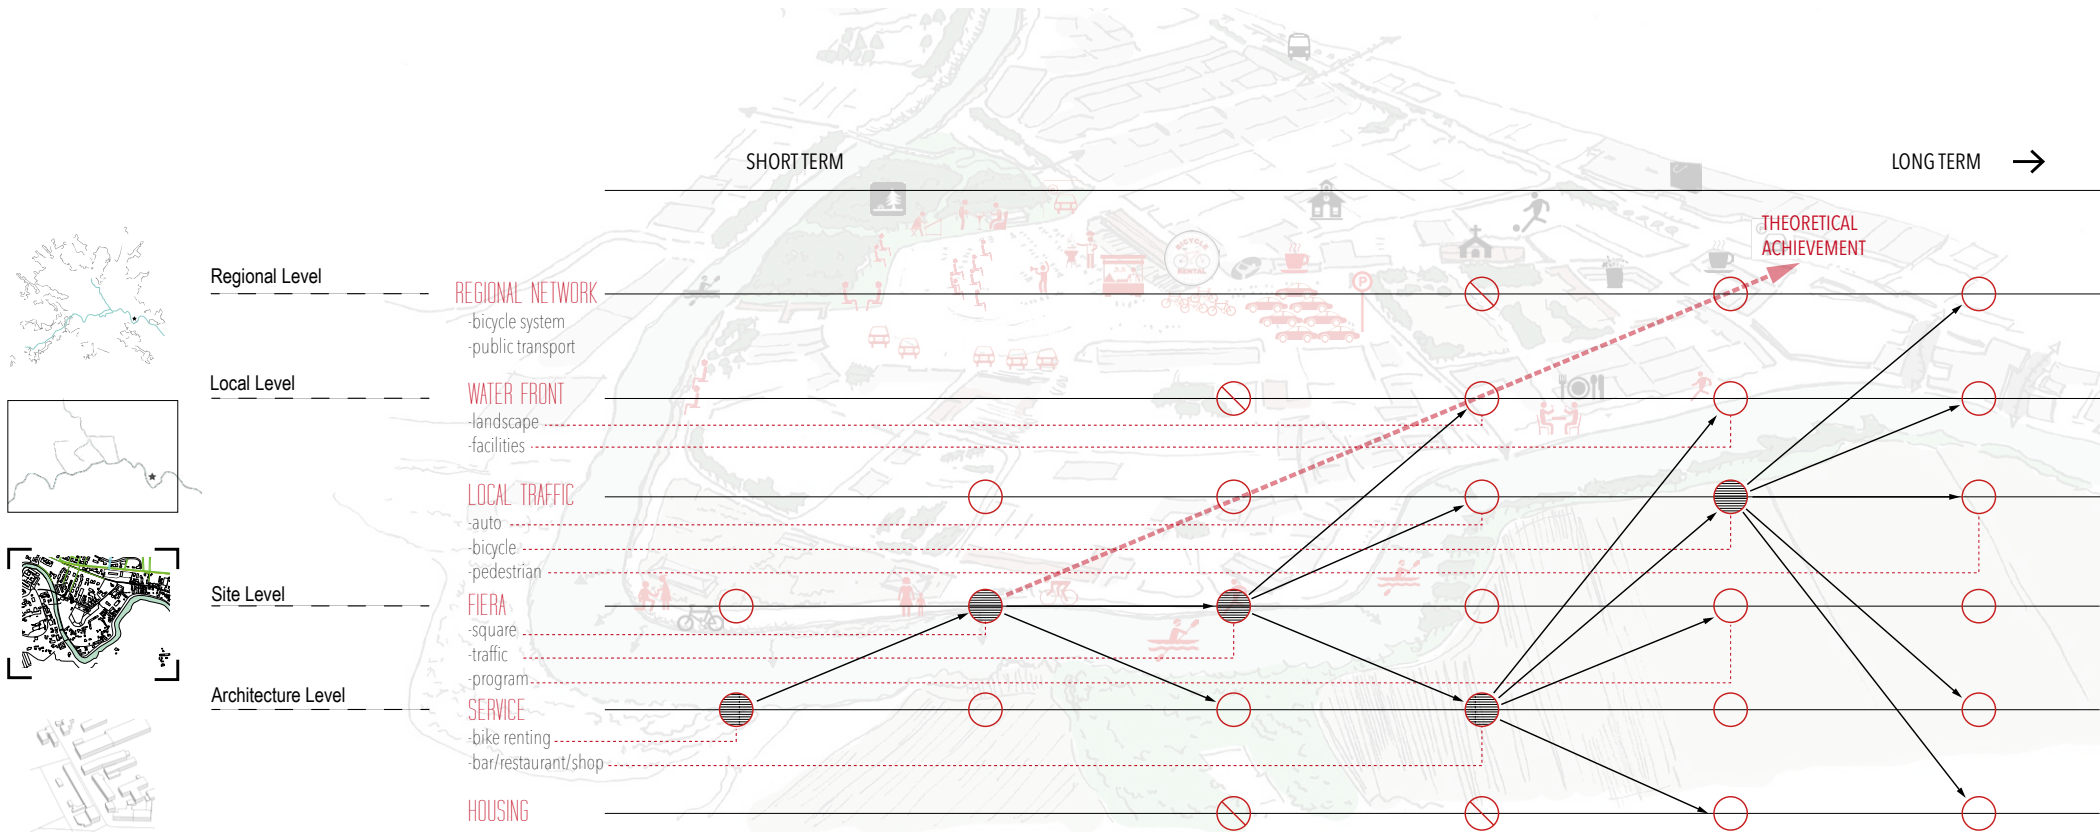 SHORT TERM
LONG TERM
THEORETICAL
ACHIEVEMENT
Regional Level
REGIONAL NETWORK
-bicycle system
-public transport
Local Level
WATER FRONT
-landscape
-facilities
LOCAL TRAFFIC
-auto
-bicycle
-pedestrian
Site Level
FIERA
-square
-traffic
-program
Architecture Level
SERVICE
-bike renting
-bar/restaurant/shop
HOUSING
BICYCLE
RENTAL
P